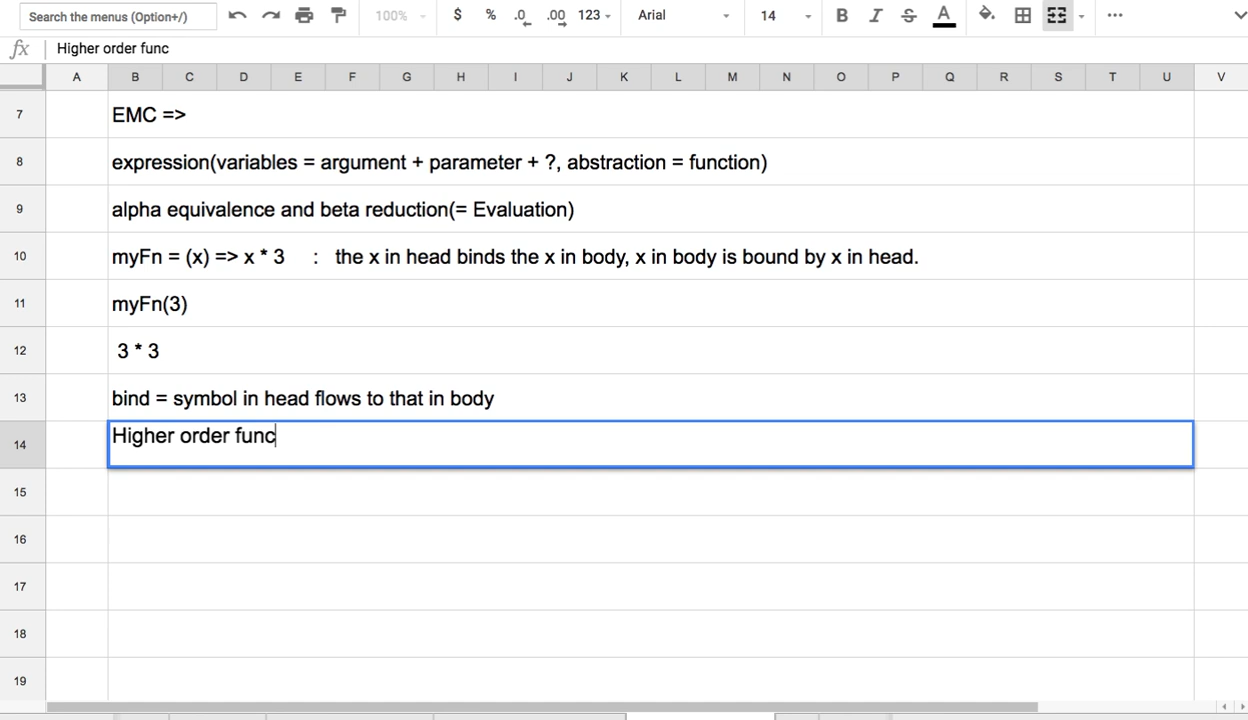 Search the menus (Option+/)
100%
$ % .0 .00 123
Arial
14
B I S A
fx Higher order func
A B C D E F G H I J K L M N O P Q R S T U V
7 EMC =>
8 expression(variables = argument + parameter + ?, abstraction = function)
9 alpha equivalence and beta reduction(= Evaluation)
10 myFn = (x) => x * 3 : the x in head binds the x in body, x in body is bound by x in head.
11 myFn(3)
12 3 * 3
13 bind = symbol in head flows to that in body
14 Higher order func
15
16
17
18
19